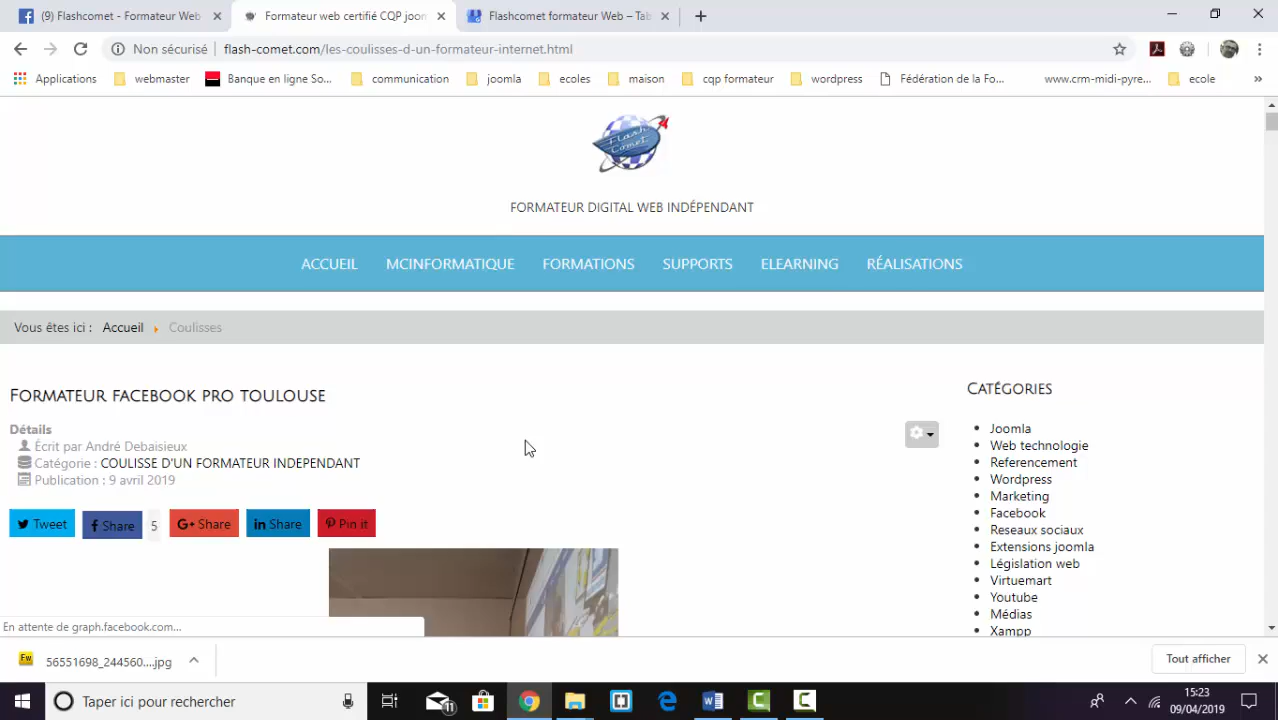 (9) Flashcomet - Formateur Web
Formateur web certifié CQP joom
Flashcomet formateur Web – Tab
Non sécurisé
flash-comet.com/les-coulisses-d-un-formateur-internet.html
Applications
webmaster
Banque en ligne So...
communication
joomla
ecoles
maison
cqp formateur
wordpress
Fédération de la Fo...
www.crm-midi-pyre...
ecole
»
Flash
Comet
FORMATEUR DIGITAL WEB INDÉPENDANT
ACCUEIL
MCINFORMATIQUE
FORMATIONS
SUPPORTS
ELEARNING
RÉALISATIONS
Vous êtes ici : Accueil Coulisses
FORMATEUR FACEBOOK PRO TOULOUSE
Détails
Écrit par André Debaisieux
Catégorie : COULISSE D'UN FORMATEUR INDEPENDANT
Publication : 9 avril 2019
Tweet
Share
5
G+ Share
in Share
Pin it
CATÉGORIES
Joomla
Web technologie
Referencement
Wordpress
Marketing
Facebook
Reseaux sociaux
Extensions joomla
Législation web
Virtuemart
Youtube
Médias
Xampp
En attente de graph.facebook.com...
Fw
56551698_244560....jpg
Tout afficher
Taper ici pour rechercher
11
15:23
09/04/2019